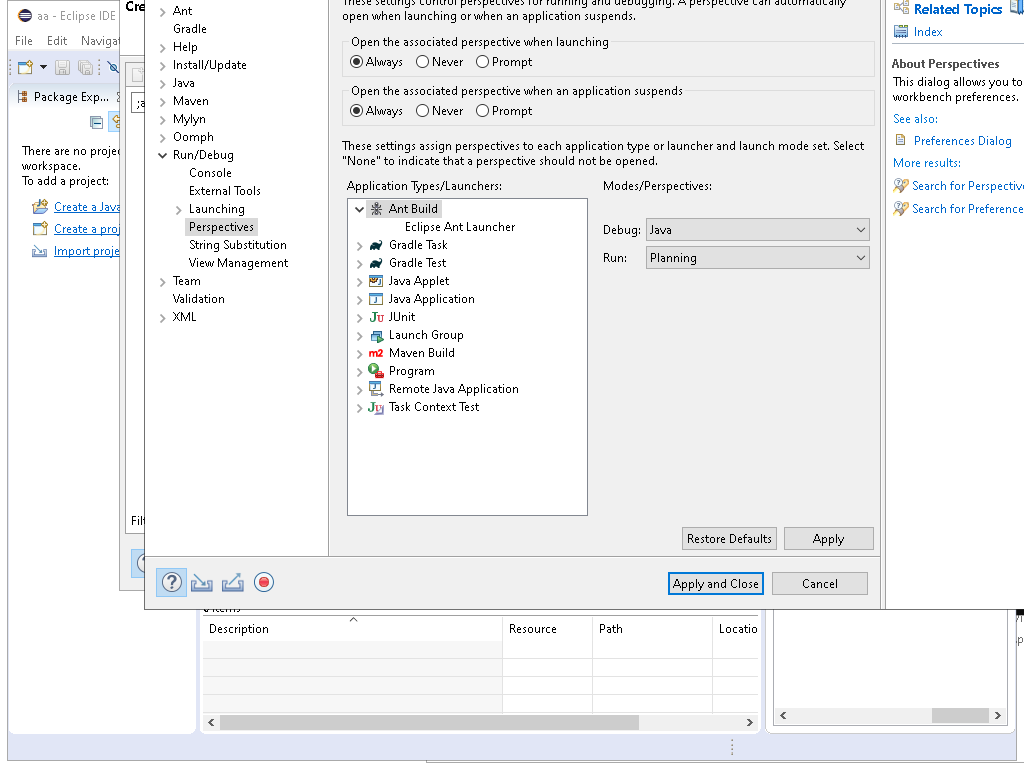 aa - Eclipse IDE
File Edit Navigat
Package Exp...
There are no proje
workspace.
To add a project:
Create a Java
Create a proj
Import proje
Cre
;a
Filt
Ant
Gradle
Help
Install/Update
Java
Maven
Mylyn
Oomph
Run/Debug
Console
External Tools
Launching
Perspectives
String Substitution
View Management
Team
Validation
XML
These settings control perspectives for running and debugging. A perspective can automatically
open when launching or when an application suspends.
Open the associated perspective when launching
Always Never Prompt
Open the associated perspective when an application suspends
Always Never Prompt
These settings assign perspectives to each application type or launcher and launch mode set. Select
"None" to indicate that a perspective should not be opened.
Application Types/Launchers:
Ant Build
Eclipse Ant Launcher
Gradle Task
Gradle Test
Java Applet
Java Application
JUnit
Launch Group
Maven Build
Program
Remote Java Application
Task Context Test
Modes/Perspectives:
Debug: Java
Run: Planning
Restore Defaults Apply
Apply and Close Cancel
Related Topics
Index
About Perspectives
This dialog allows you to
workbench preferences.
See also:
Preferences Dialog
More results:
Search for Perspective
Search for Preference
items
Description Resource Path Locatio